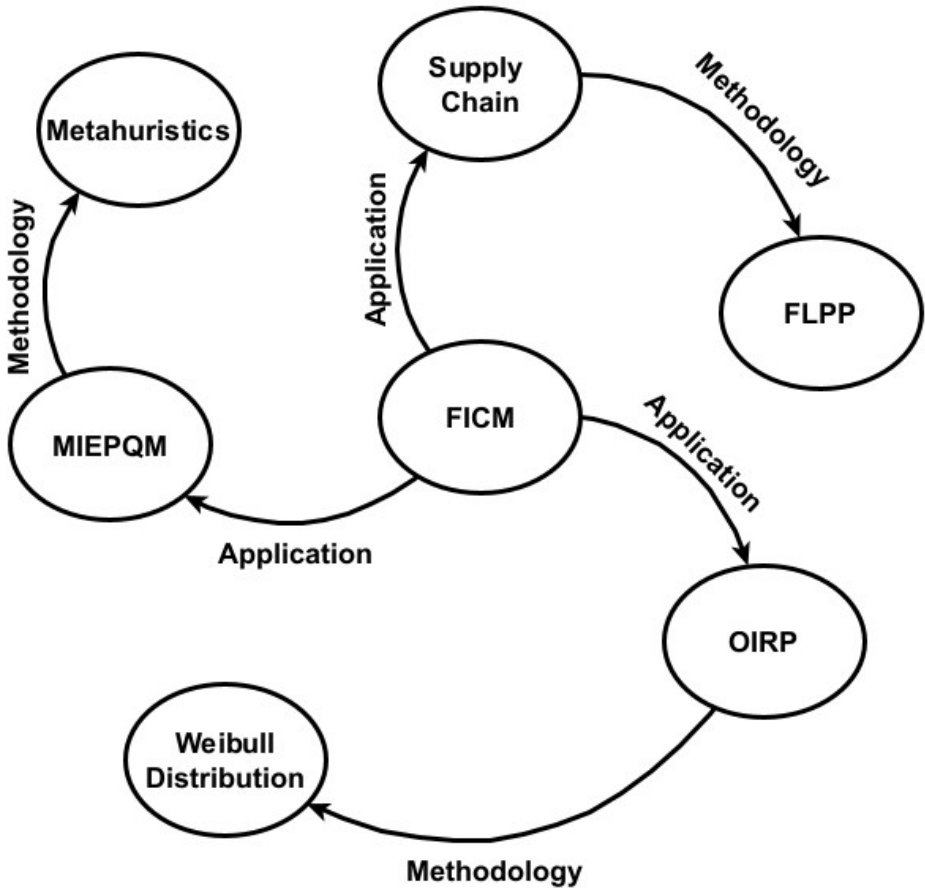 Supply
Chain
Methodology
Metahuristics
Application
Methodology
FLPP
FICM
Application
MIEPQM
Application
OIRP
Weibull
Distribution
Methodology